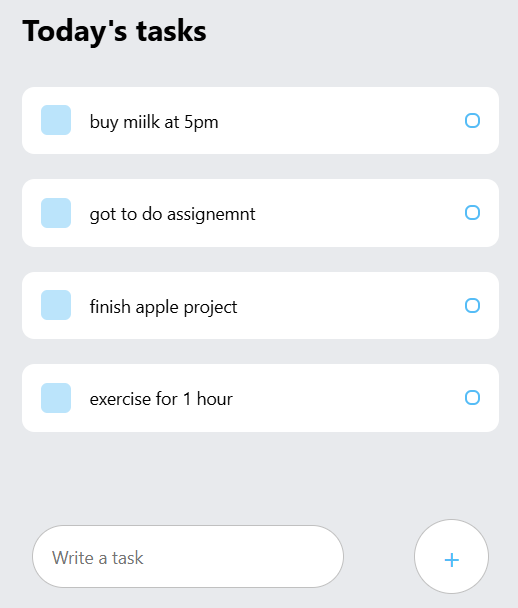 Today's tasks
buy miilk at 5pm
got to do assignemnt
finish apple project
exercise for 1 hour
Write a task
+